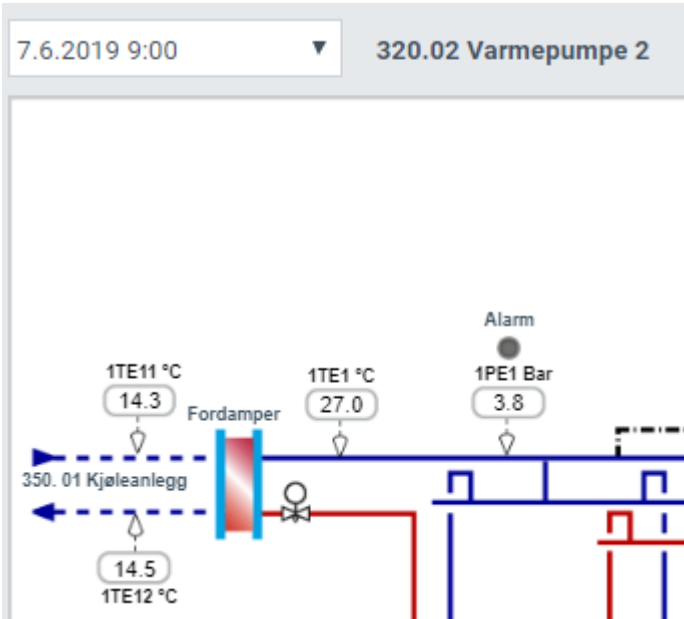 7.6.2019 9:00
320.02 Varmepumpe 2
Alarm
1TE11 °C
1TE1 °C
1PE1 Bar
14.3
27.0
3.8
Fordamper
350. 01 Kjøleanlegg
14.5
1TE12 °C